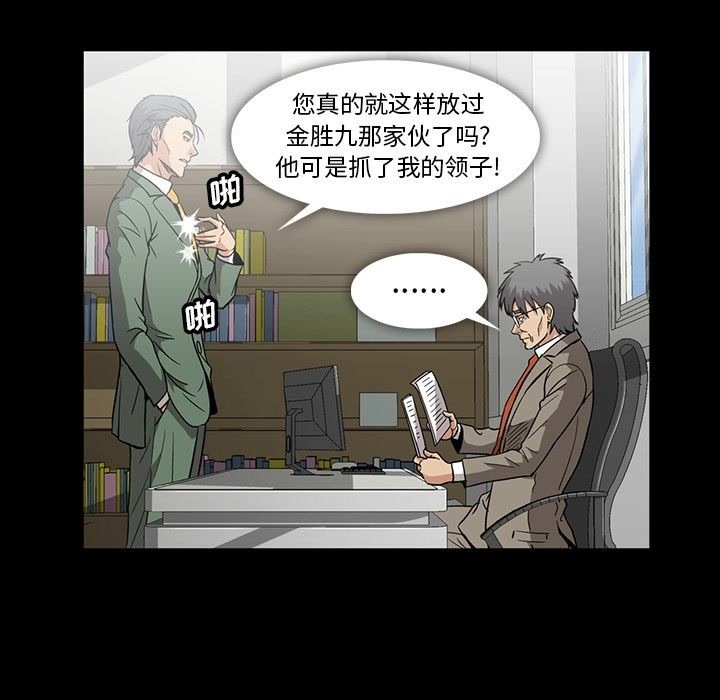 您真的就这样放过
金胜九那家伙了吗?
他可是抓了我的领子!
啪
啪
……